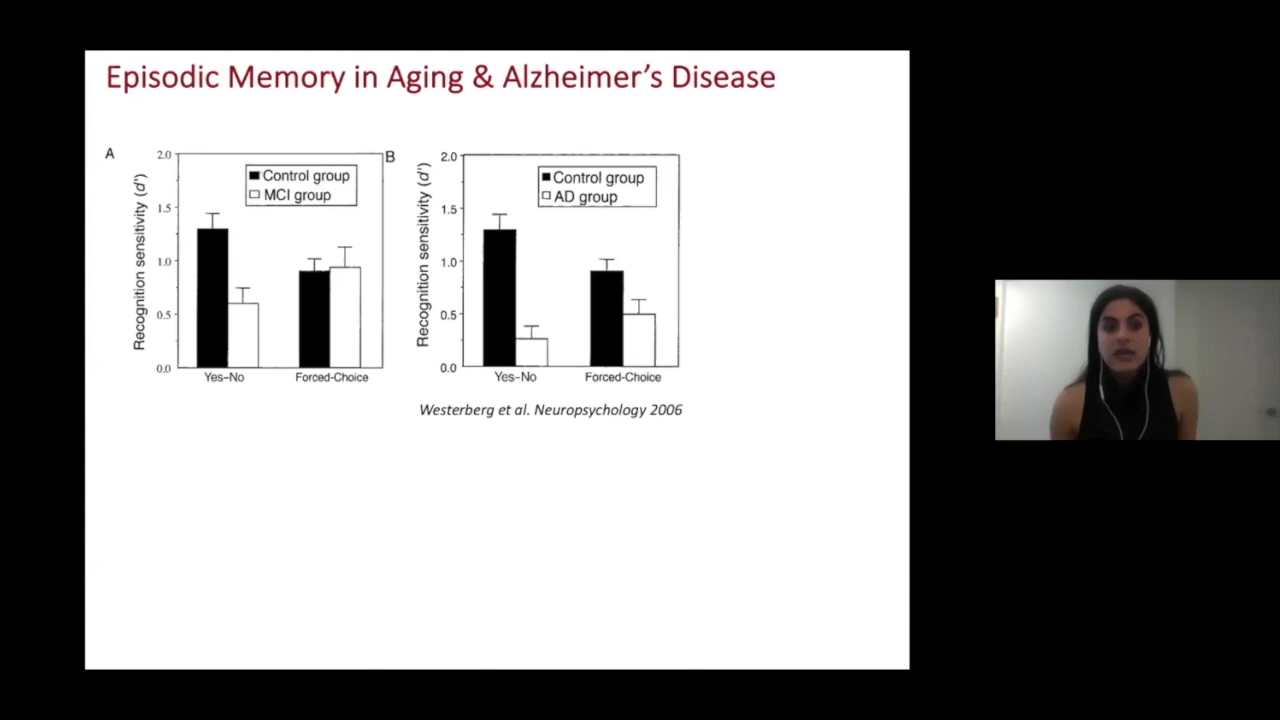 Episodic Memory in Aging & Alzheimer's Disease
A
2.0
1.5
1.0
0.5
0.0
Recognition sensitivity (d')
Control group
MCI group
Yes–No
Forced-Choice
B
2.0
1.5
1.0
0.5
0.0
Recognition sensitivity (d')
Control group
AD group
Yes–No
Forced-Choice
Westerberg et al. Neuropsychology 2006